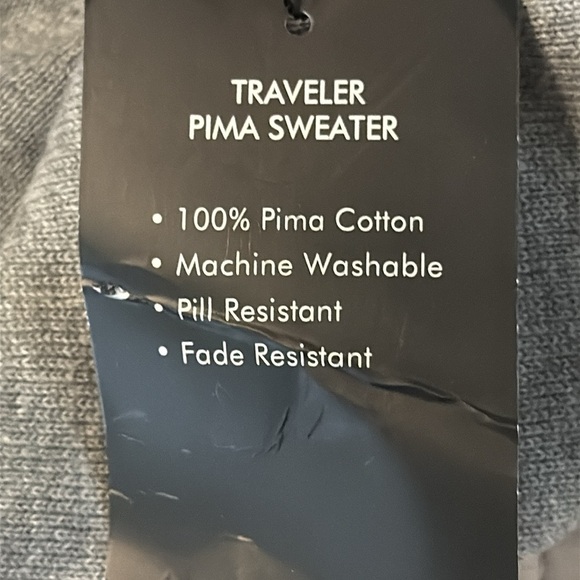 TRAVELER
PIMA SWEATER
• 100% Pima Cotton
• Machine Washable
• Pill Resistant
• Fade Resistant